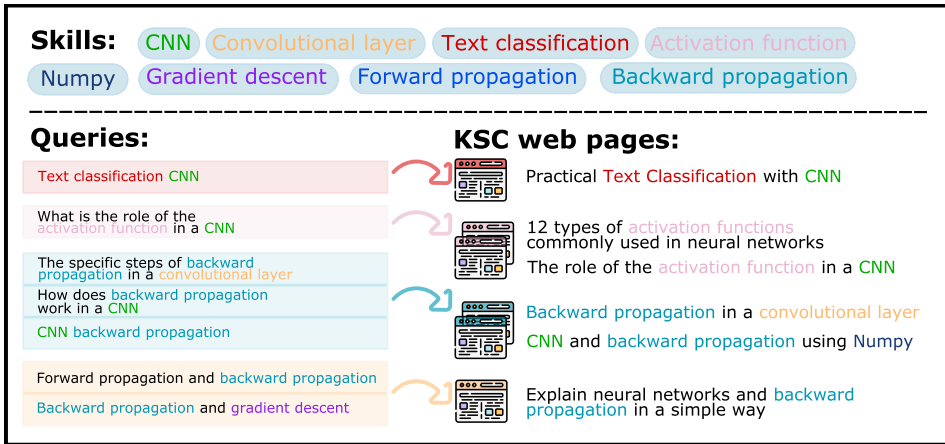 Skills: CNN Convolutional layer Text classification Activation function
Numpy Gradient descent Forward propagation Backward propagation
Queries:
Text classification CNN
What is the role of the
activation function in a CNN
The specific steps of backward
propagation in a convolutional layer
How does backward propagation
work in a CNN
CNN backward propagation
Forward propagation and backward propagation
Backward propagation and gradient descent
KSC web pages:
Practical Text Classification with CNN
12 types of activation functions
commonly used in neural networks
The role of the activation function in a CNN
Backward propagation in a convolutional layer
CNN and backward propagation using Numpy
Explain neural networks and backward
propagation in a simple way